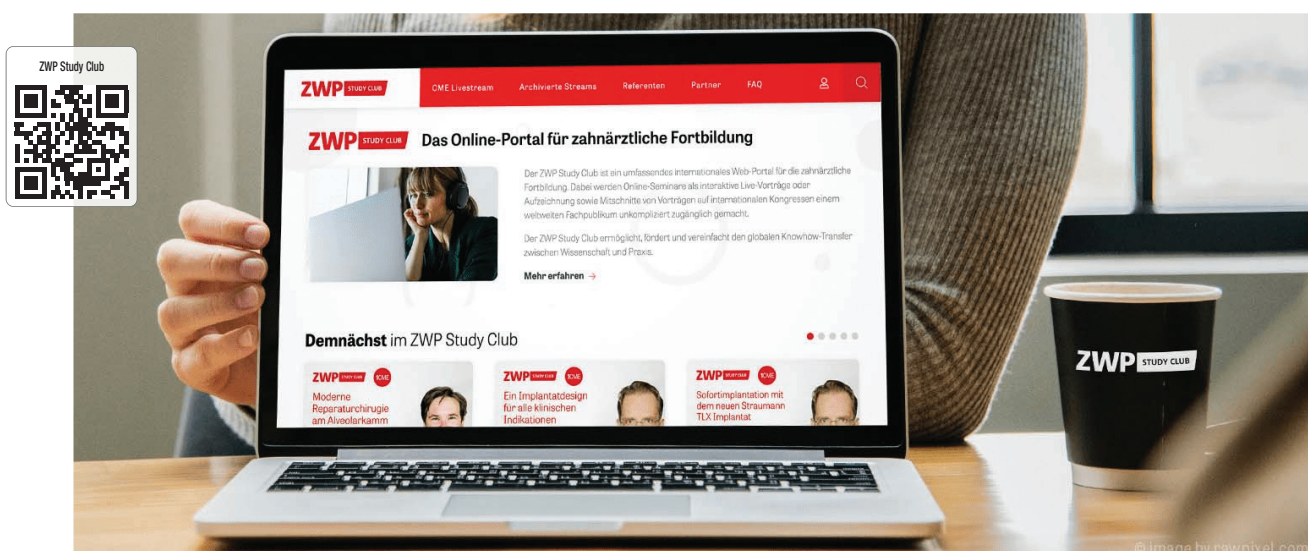 ZWP Study Club
ZWP STUDY CLUB
CME Livestream
Archivierte Streams
Referenten
Partner
FAQ
ZWP STUDY CLUB
Das Online-Portal für zahnärztliche Fortbildung
Der ZWP Study Club ist ein umfassendes internationales Web-Portal für die zahnärztliche
Fortbildung. Dabei werden Online-Seminare als interaktive Live-Vorträge oder
Aufzeichnung sowie Mitschnitte von Vorträgen auf internationalen Kongressen einem
weltweiten Fachpublikum unkompliziert zugänglich gemacht.
Der ZWP Study Club ermöglicht, fördert und vereinfacht den globalen Knowhow-Transfer
zwischen Wissenschaft und Praxis.
Mehr erfahren →
Demnächst im ZWP Study Club
ZWP STUDY CLUB 1CME
Moderne
Reparaturchirugie
am Alveolarkamm
ZWP STUDY CLUB 1CME
Ein Implantatdesign
für alle klinischen
Indikationen
ZWP STUDY CLUB 1CME
Sofortimplantation mit
dem neuen Straumann
TLX Implantat
ZWP STUDY CLUB
© image by rawpixel.com